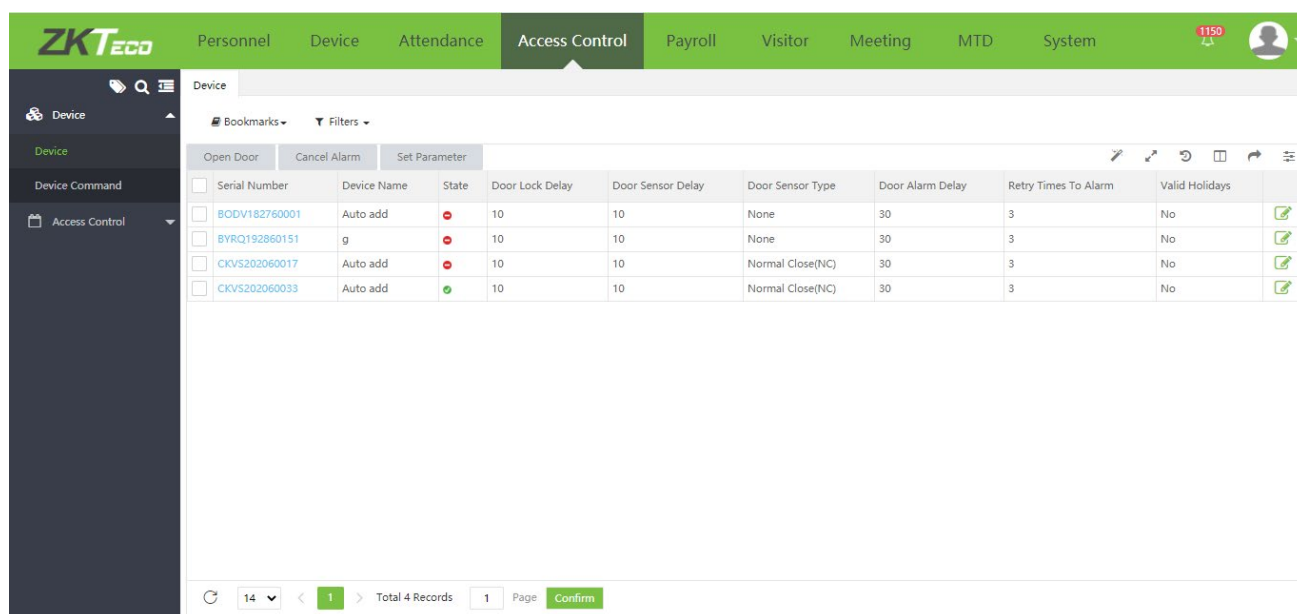 ZKTeco Personnel Device Attendance Access Control Payroll Visitor Meeting MTD System 1150
Device
Device
Bookmarks Filters
Device
Open Door Cancel Alarm Set Parameter
Device Command
Serial Number Device Name State Door Lock Delay Door Sensor Delay Door Sensor Type Door Alarm Delay Retry Times To Alarm Valid Holidays
Access Control
BODV182760001 Auto add 10 10 None 30 3 No
BYRQ192860151 g 10 10 None 30 3 No
CKVS202060017 Auto add 10 10 Normal Close(NC) 30 3 No
CKVS202060033 Auto add 10 10 Normal Close(NC) 30 3 No
14 < 1 > Total 4 Records 1 Page Confirm